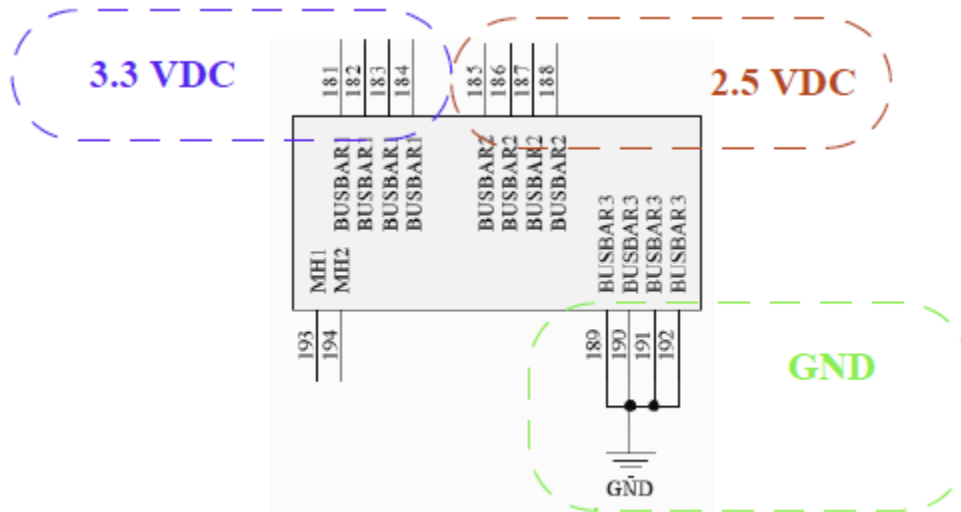 3.3 VDC
2.5 VDC
181
182
183
184
185
186
187
188
BUSBAR1
BUSBAR1
BUSBAR1
BUSBAR1
BUSBAR2
BUSBAR2
BUSBAR2
BUSBAR2
MH1
MH2
BUSBAR3
BUSBAR3
BUSBAR3
BUSBAR3
193
194
189
190
191
192
GND
GND